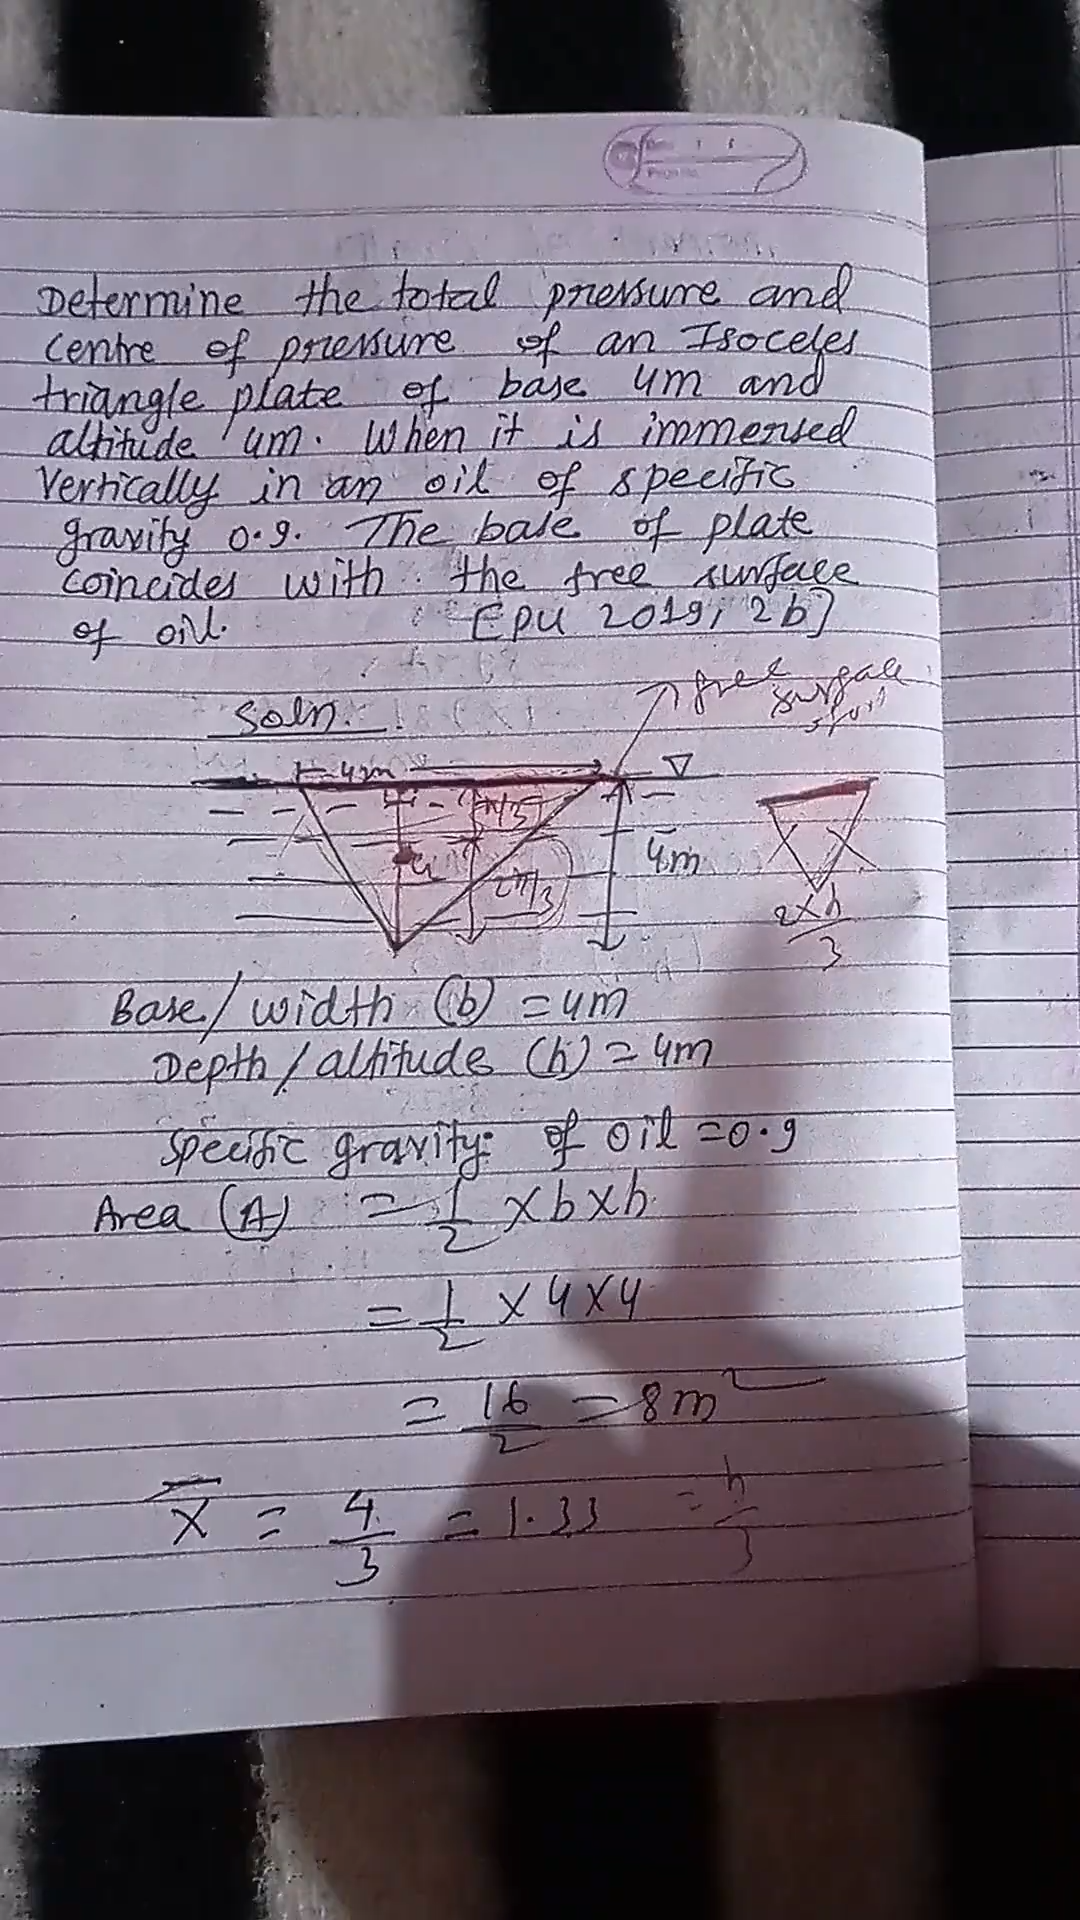 Determine the total pressure and
centre of pressure of an Isoceles
triangle plate of base 4m and
altitude 4m. When it is immersed
Vertically in an oil of specific
gravity 0.9. The base of plate
coincides with the free surface
of oil. [PU 2019, 2b]
free surface
Soln.
4m
h/3
4m
G
2h/3
2×h/3
Base/width (b) = 4m
Depth/altitude (h) = 4m
Specific gravity of oil = 0.9
Area (A) = 1/2 × b × h
= 1/2 × 4 × 4
= 16/2 = 8m²
x̄ = 4/3 = 1.33 = h/3